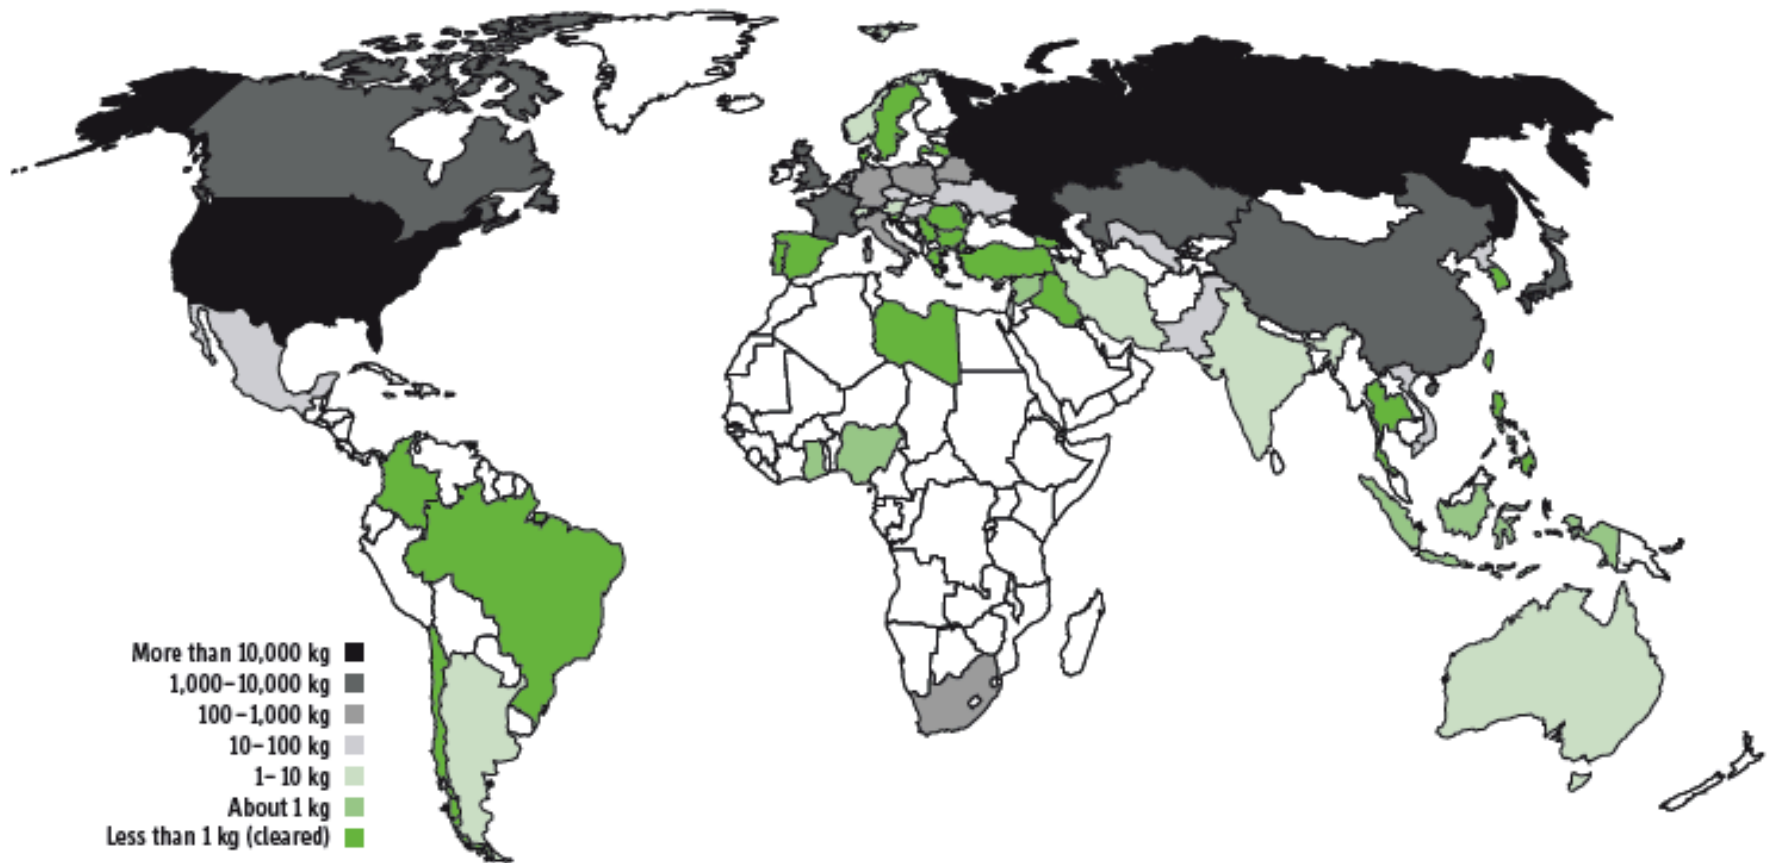 More than 10,000 kg
1,000–10,000 kg
100–1,000 kg
10–100 kg
1–10 kg
About 1 kg
Less than 1 kg (cleared)